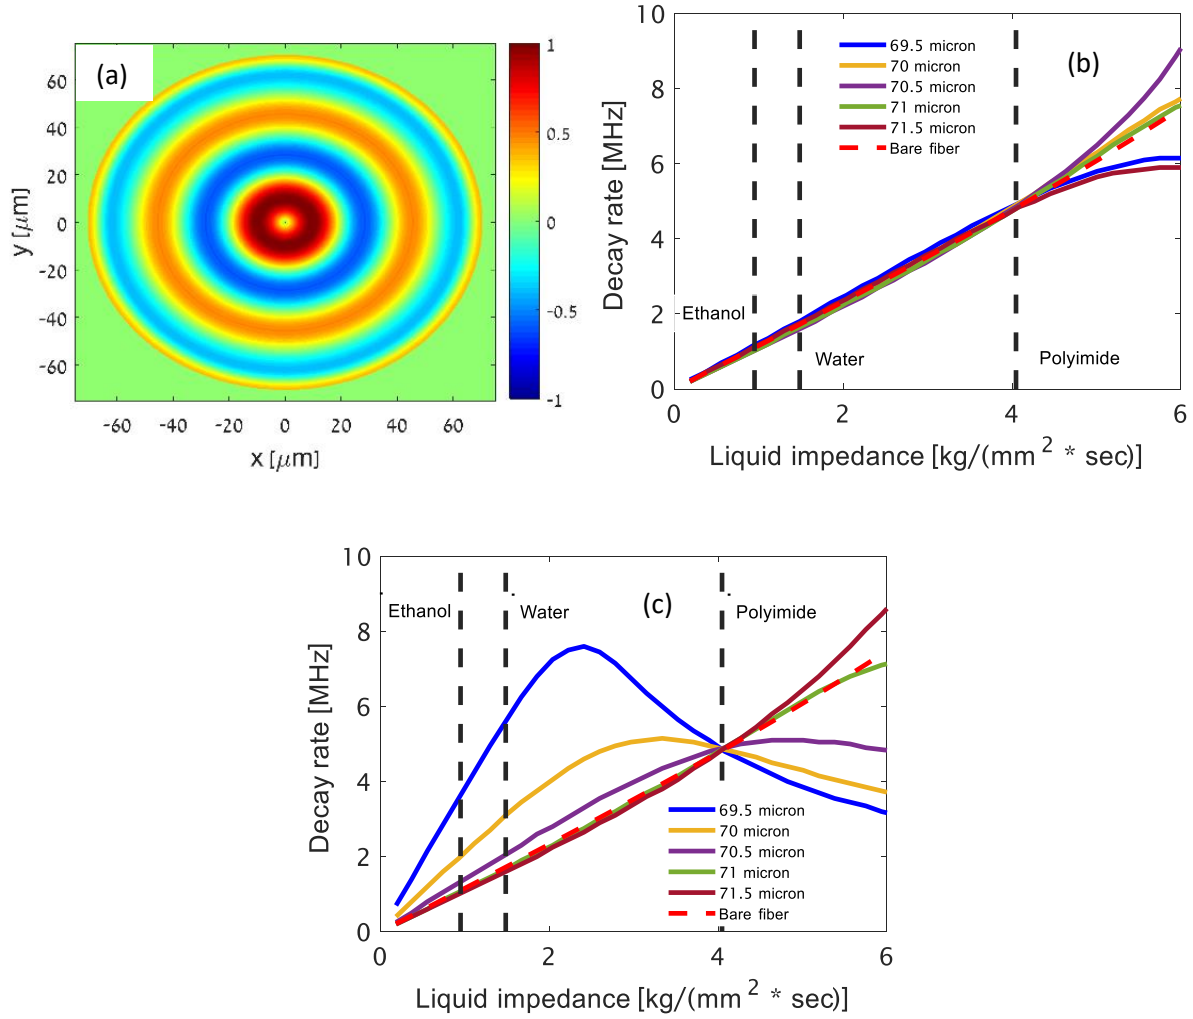 (a)
60
40
20
0
-20
-40
-60
y [μm]
-60 -40 -20 0 20 40 60
x [μm]
1
0.5
0
-0.5
-1
10
8
6
4
2
0
Decay rate [MHz]
69.5 micron
70 micron
70.5 micron
71 micron
71.5 micron
Bare fiber
(b)
Ethanol
Water
Polyimide
0 2 4 6
Liquid impedance [kg/(mm 2 * sec)]
10
8
6
4
2
0
Decay rate [MHz]
Ethanol
Water
(c)
Polyimide
69.5 micron
70 micron
70.5 micron
71 micron
71.5 micron
Bare fiber
0 2 4 6
Liquid impedance [kg/(mm 2 * sec)]